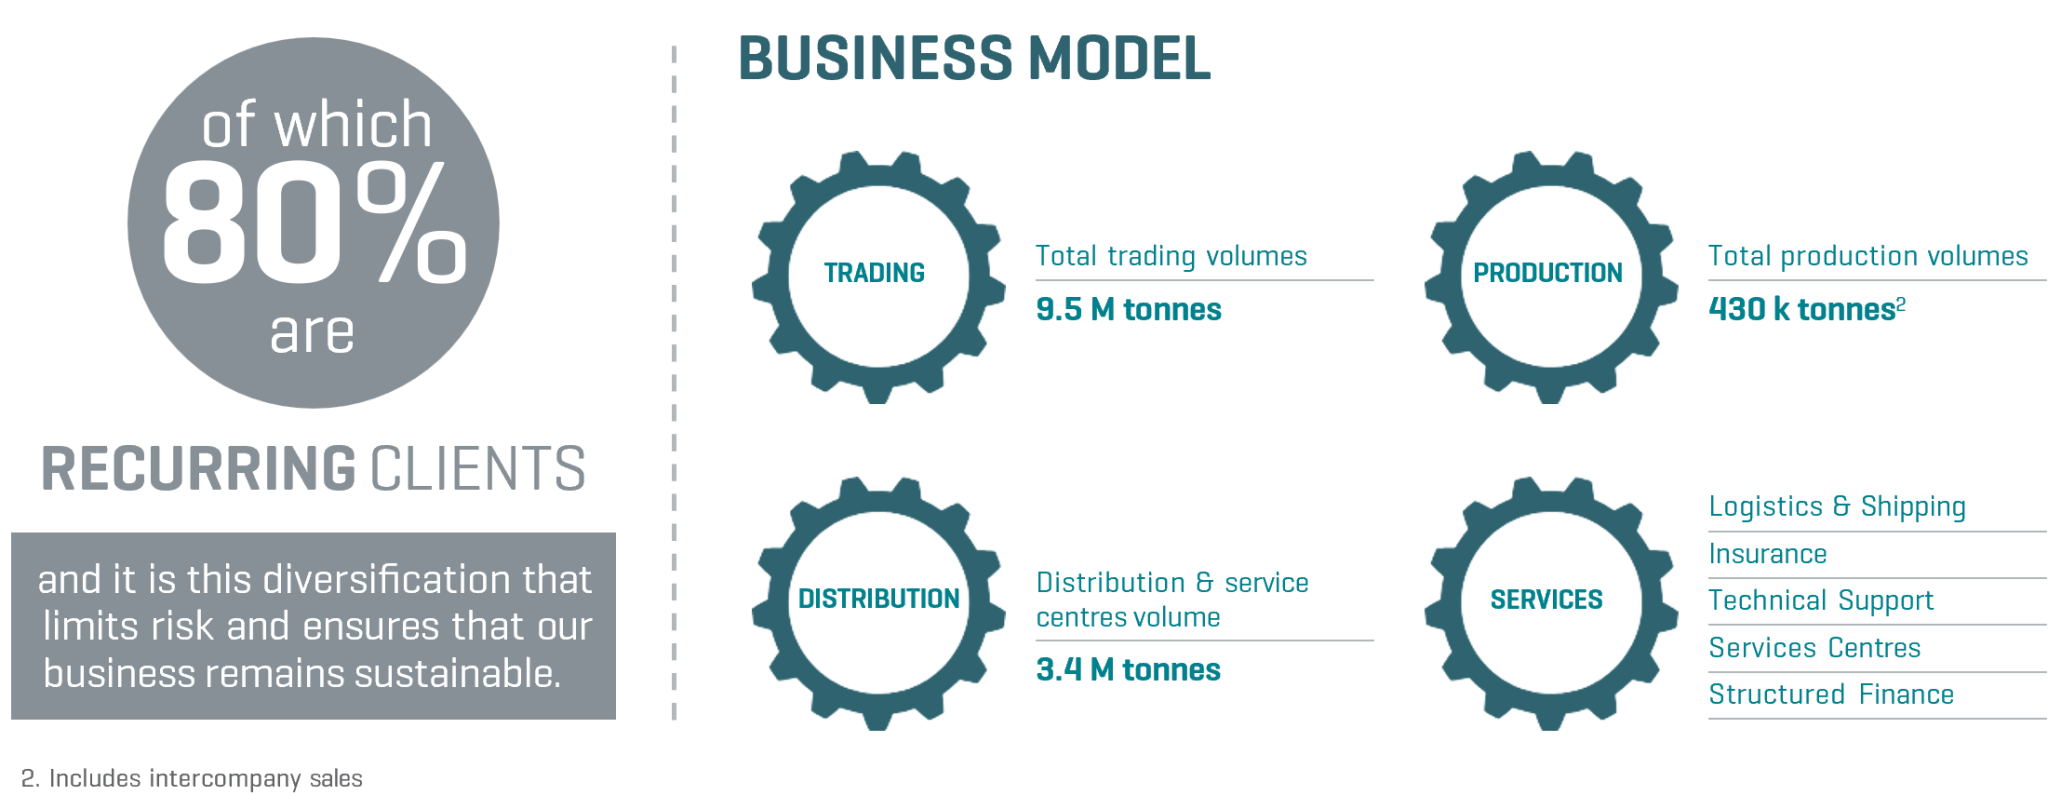 of which
80%
are
RECURRING CLIENTS
and it is this diversification that
limits risk and ensures that our
business remains sustainable.
BUSINESS MODEL
TRADING
Total trading volumes
9.5 M tonnes
PRODUCTION
Total production volumes
430 k tonnes²
DISTRIBUTION
Distribution & service
centres volume
3.4 M tonnes
SERVICES
Logistics & Shipping
Insurance
Technical Support
Services Centres
Structured Finance
2. Includes intercompany sales